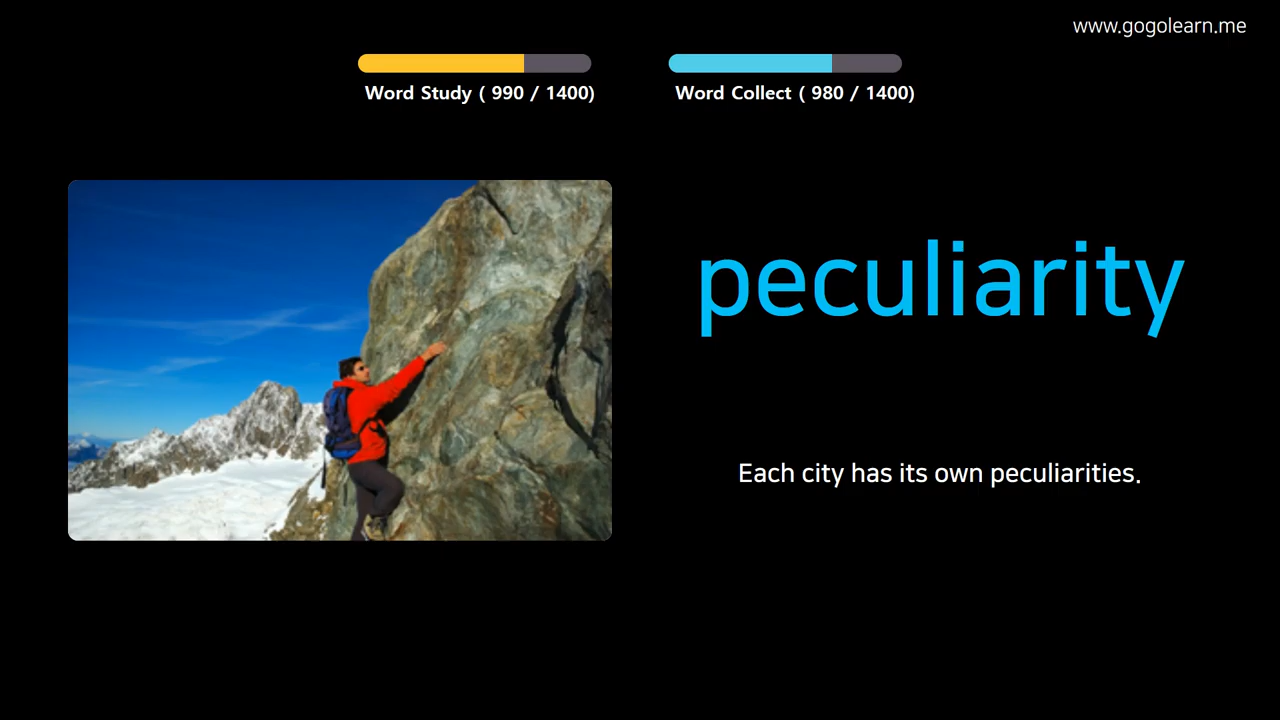 www.gogolearn.me
Word Study ( 990 / 1400)
Word Collect ( 980 / 1400)
peculiarity
Each city has its own peculiarities.